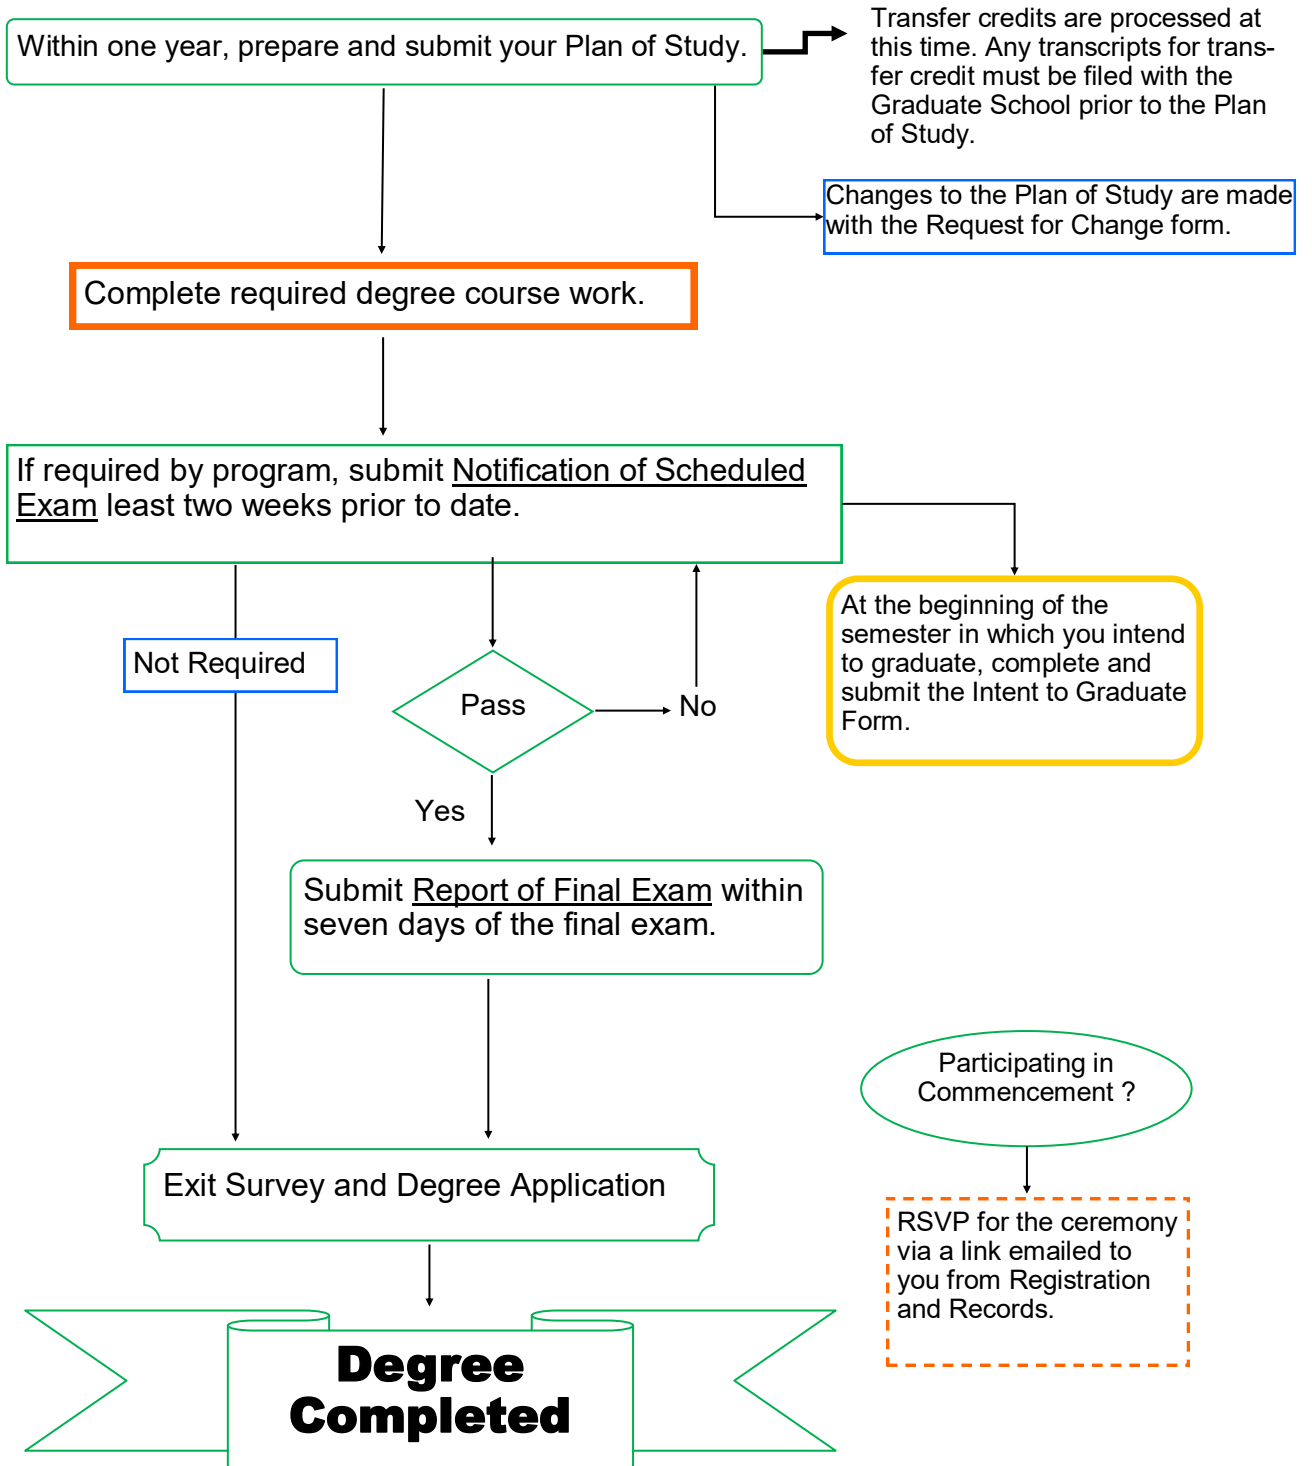 Within one year, prepare and submit your Plan of Study.
Transfer credits are processed at
this time. Any transcripts for trans-
fer credit must be filed with the
Graduate School prior to the Plan
of Study.
Changes to the Plan of Study are made
with the Request for Change form.
Complete required degree course work.
If required by program, submit Notification of Scheduled
Exam least two weeks prior to date.
At the beginning of the
semester in which you intend
to graduate, complete and
submit the Intent to Graduate
Form.
Not Required
Pass
No
Yes
Submit Report of Final Exam within
seven days of the final exam.
Participating in
Commencement ?
Exit Survey and Degree Application
RSVP for the ceremony
via a link emailed to
you from Registration
and Records.
Degree
Completed